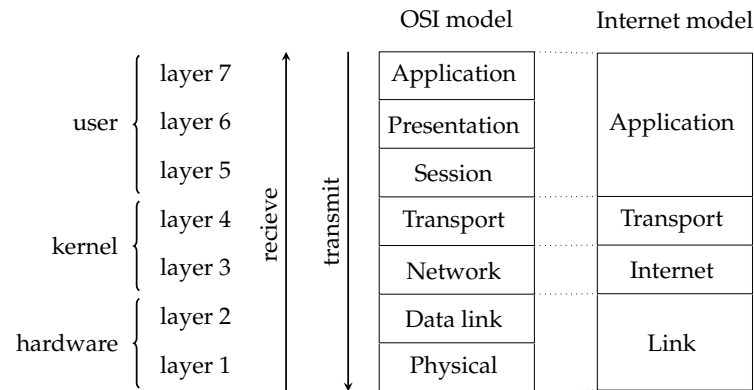 OSI model Internet model
layer 7 Application
user layer 6 Presentation Application
layer 5 Session
recieve transmit
layer 4 Transport Transport
kernel layer 3 Network Internet
layer 2 Data link
hardware Link
layer 1 Physical